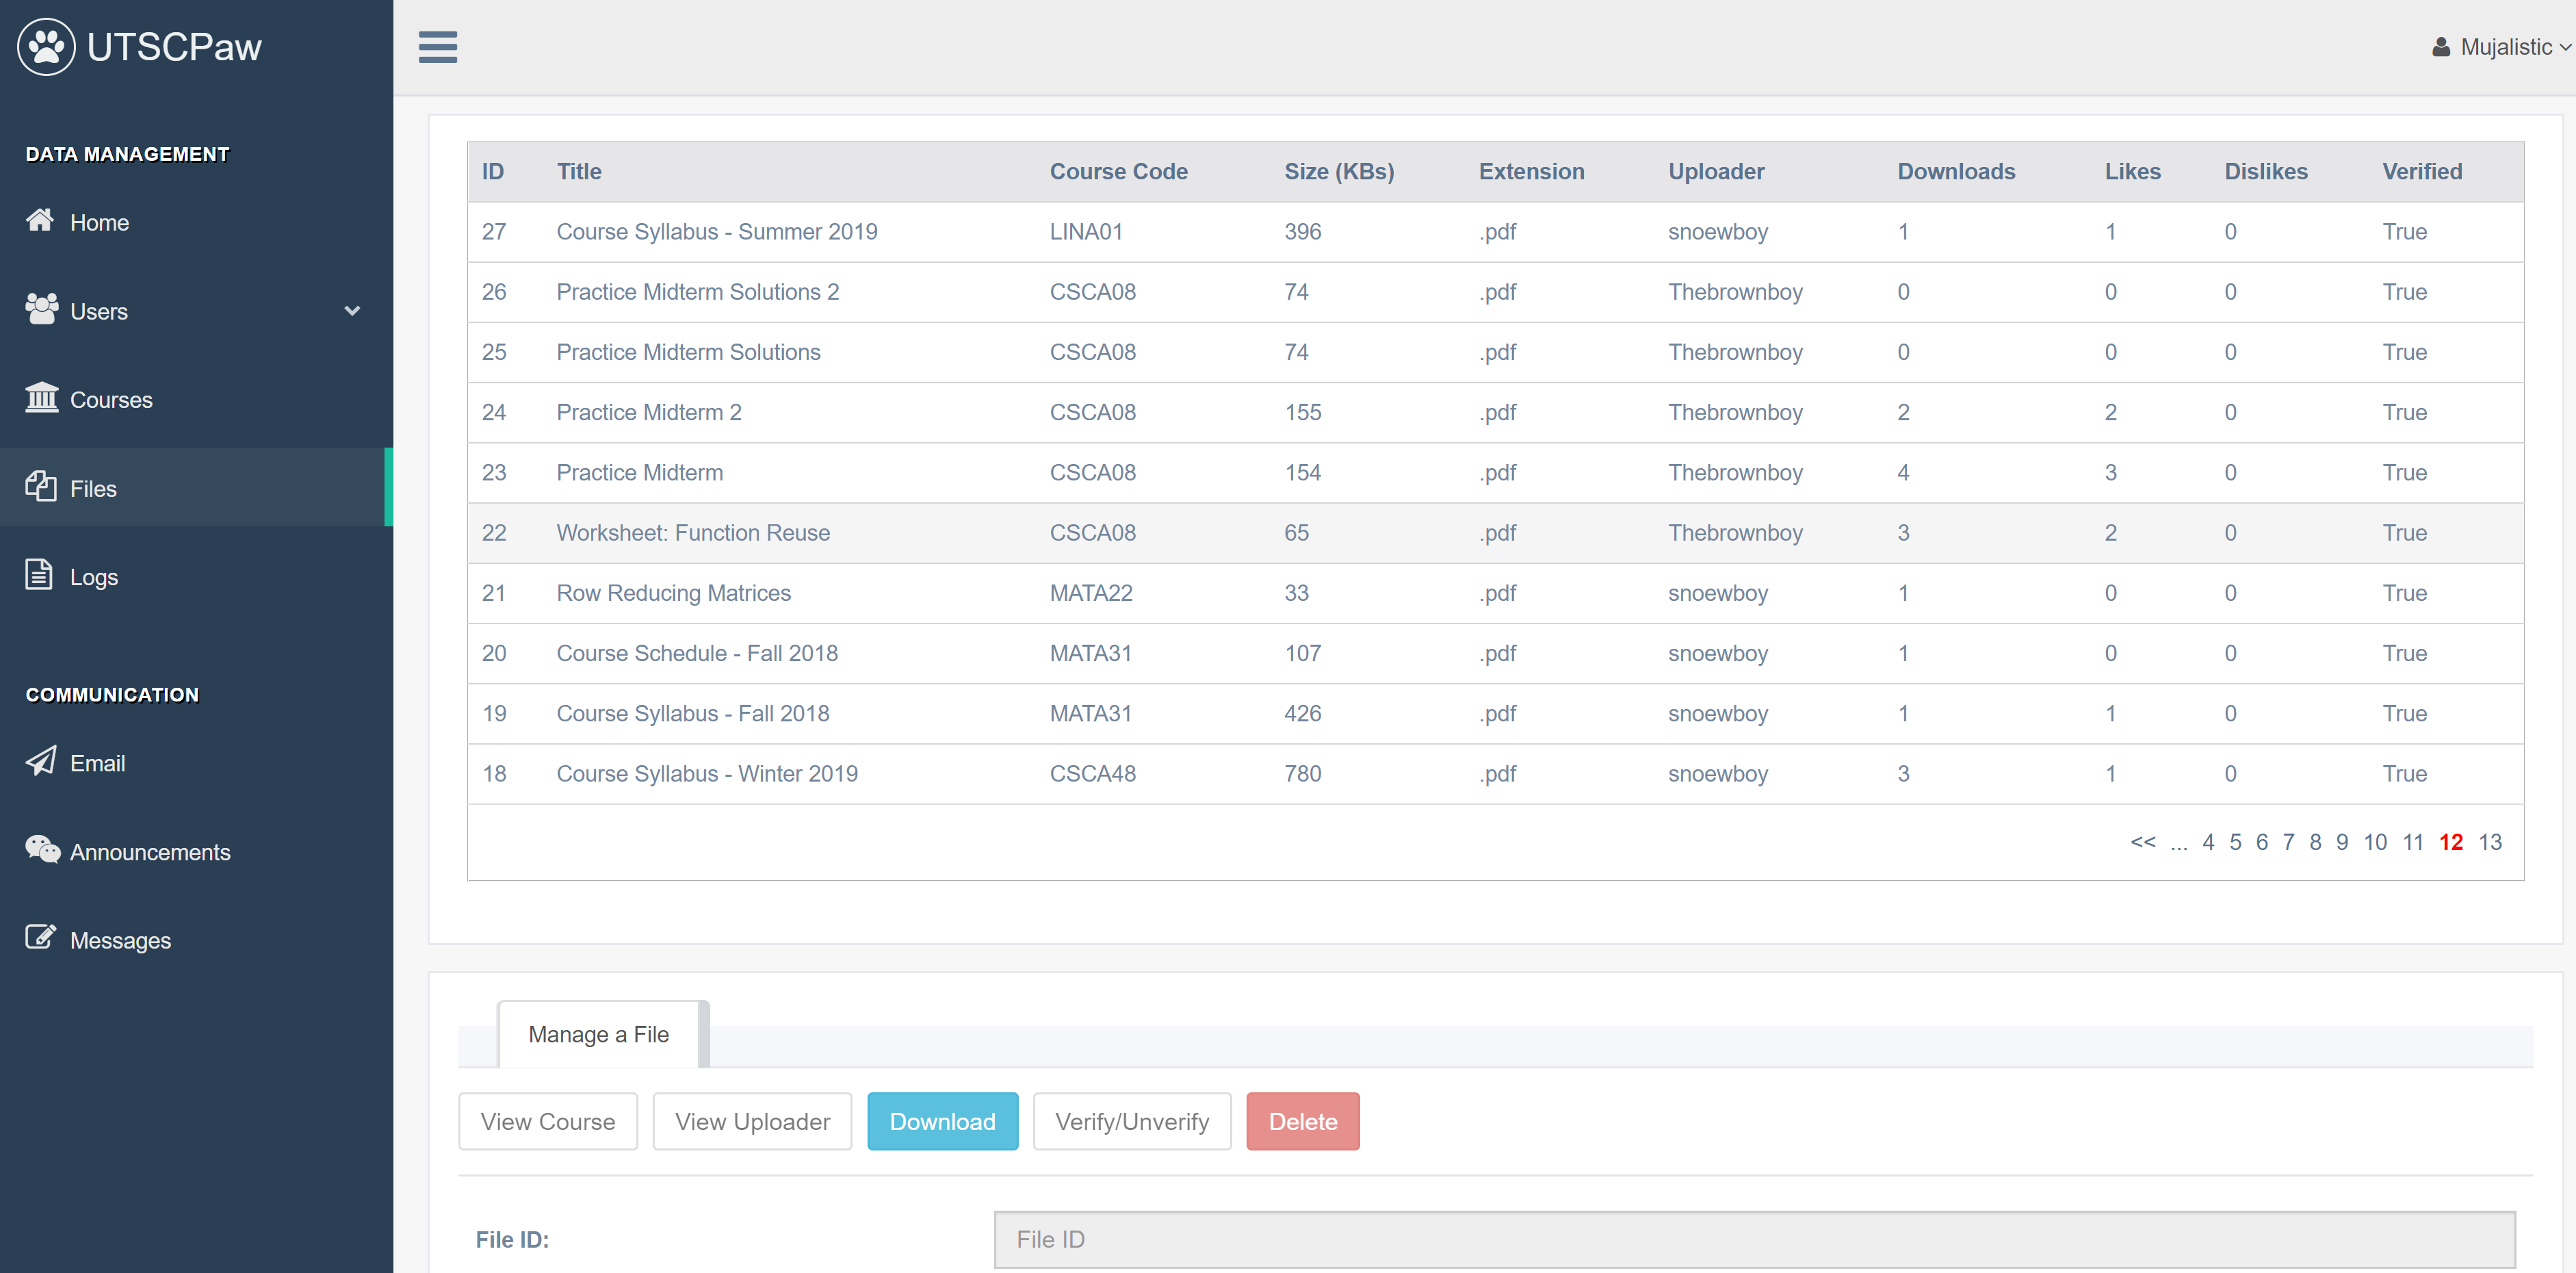 UTSCPaw
Mujalistic
DATA MANAGEMENT
Home
Users
Courses
Files
Logs
COMMUNICATION
Email
Announcements
Messages
ID Title Course Code Size (KBs) Extension Uploader Downloads Likes Dislikes Verified
27 Course Syllabus - Summer 2019 LINA01 396 .pdf snoewboy 1 1 0 True
26 Practice Midterm Solutions 2 CSCA08 74 .pdf Thebrownboy 0 0 0 True
25 Practice Midterm Solutions CSCA08 74 .pdf Thebrownboy 0 0 0 True
24 Practice Midterm 2 CSCA08 155 .pdf Thebrownboy 2 2 0 True
23 Practice Midterm CSCA08 154 .pdf Thebrownboy 4 3 0 True
22 Worksheet: Function Reuse CSCA08 65 .pdf Thebrownboy 3 2 0 True
21 Row Reducing Matrices MATA22 33 .pdf snoewboy 1 0 0 True
20 Course Schedule - Fall 2018 MATA31 107 .pdf snoewboy 1 0 0 True
19 Course Syllabus - Fall 2018 MATA31 426 .pdf snoewboy 1 1 0 True
18 Course Syllabus - Winter 2019 CSCA48 780 .pdf snoewboy 3 1 0 True
<< ... 4 5 6 7 8 9 10 11 12 13
Manage a File
View Course View Uploader Download Verify/Unverify Delete
File ID: File ID